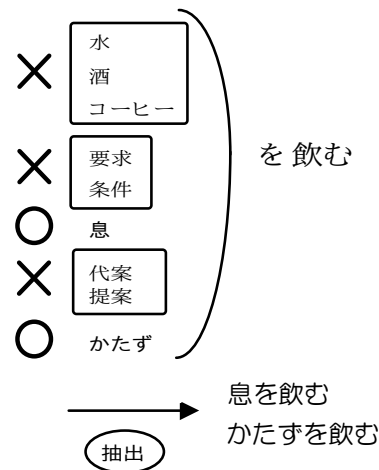 水
酒
コーヒー
要求
条件
息
代案
提案
かたず
を飲む
息を飲む
かたずを飲む
抽出